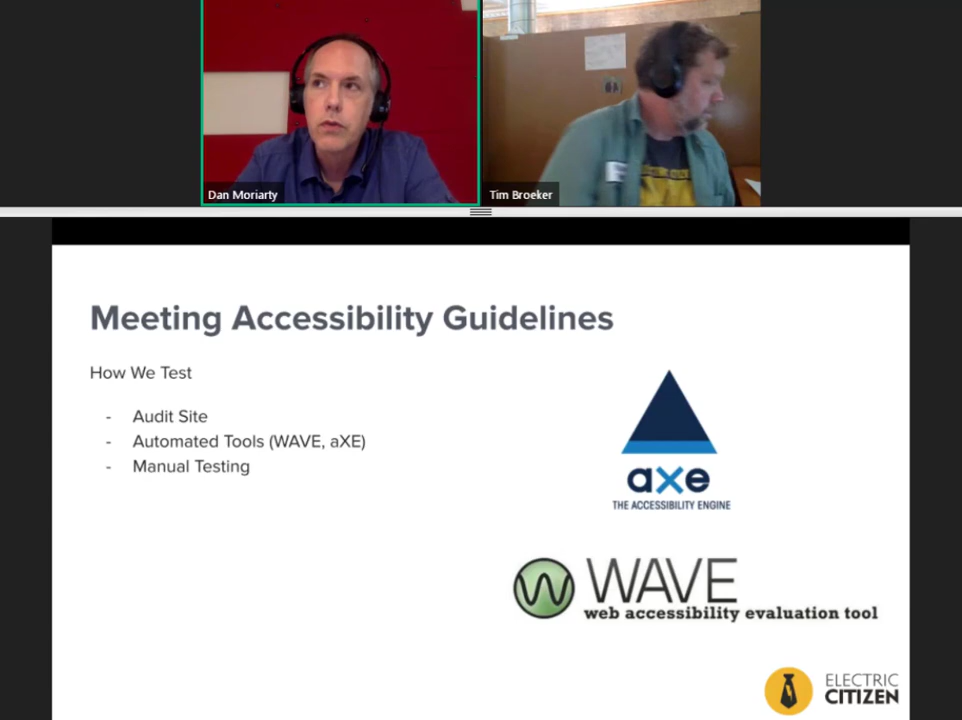 Dan Moriarty
Tim Broeker
Meeting Accessibility Guidelines
How We Test
- Audit Site
- Automated Tools (WAVE, aXE)
- Manual Testing
axe
THE ACCESSIBILITY ENGINE
WAVE
web accessibility evaluation tool
ELECTRIC
CITIZEN